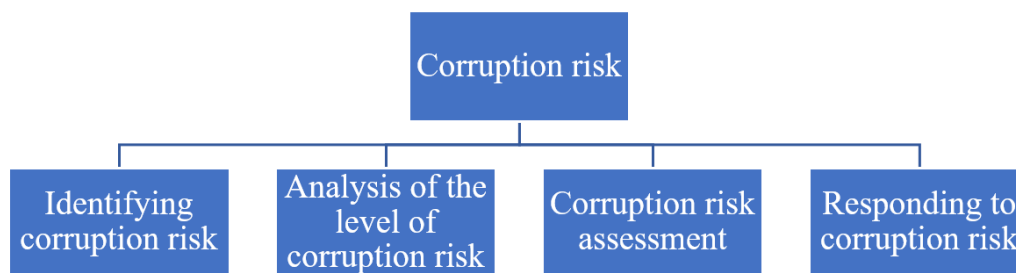 Corruption risk
Identifying
corruption risk
Analysis of the
level of
corruption risk
Corruption risk
assessment
Responding to
corruption risk